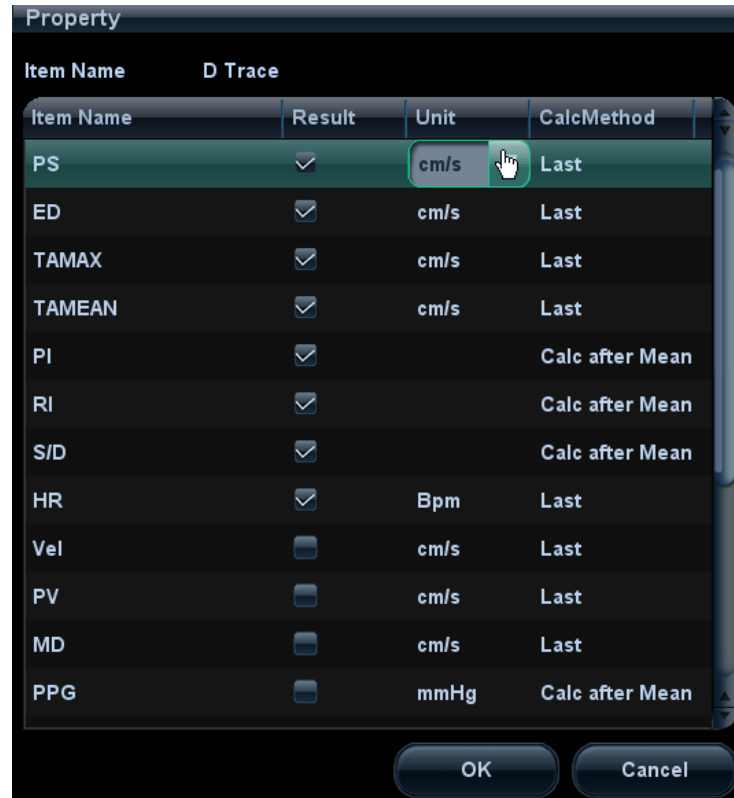 Property
Item Name D Trace
Item Name Result Unit CalcMethod
PS cm/s Last
ED cm/s Last
TAMAX cm/s Last
TAMEAN cm/s Last
PI Calc after Mean
RI Calc after Mean
S/D Calc after Mean
HR Bpm Last
Vel cm/s Last
PV cm/s Last
MD cm/s Last
PPG mmHg Calc after Mean
OK Cancel